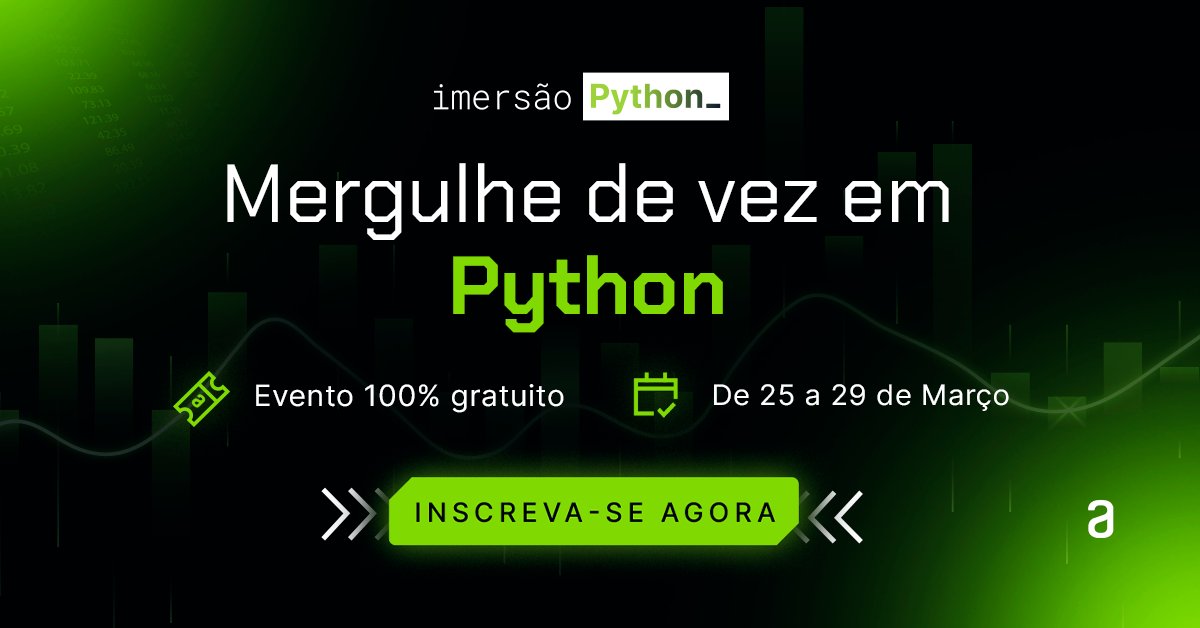 imersão Python_
Mergulhe de vez em
Python
Evento 100% gratuito
De 25 a 29 de Março
INSCREVA-SE AGORA
a